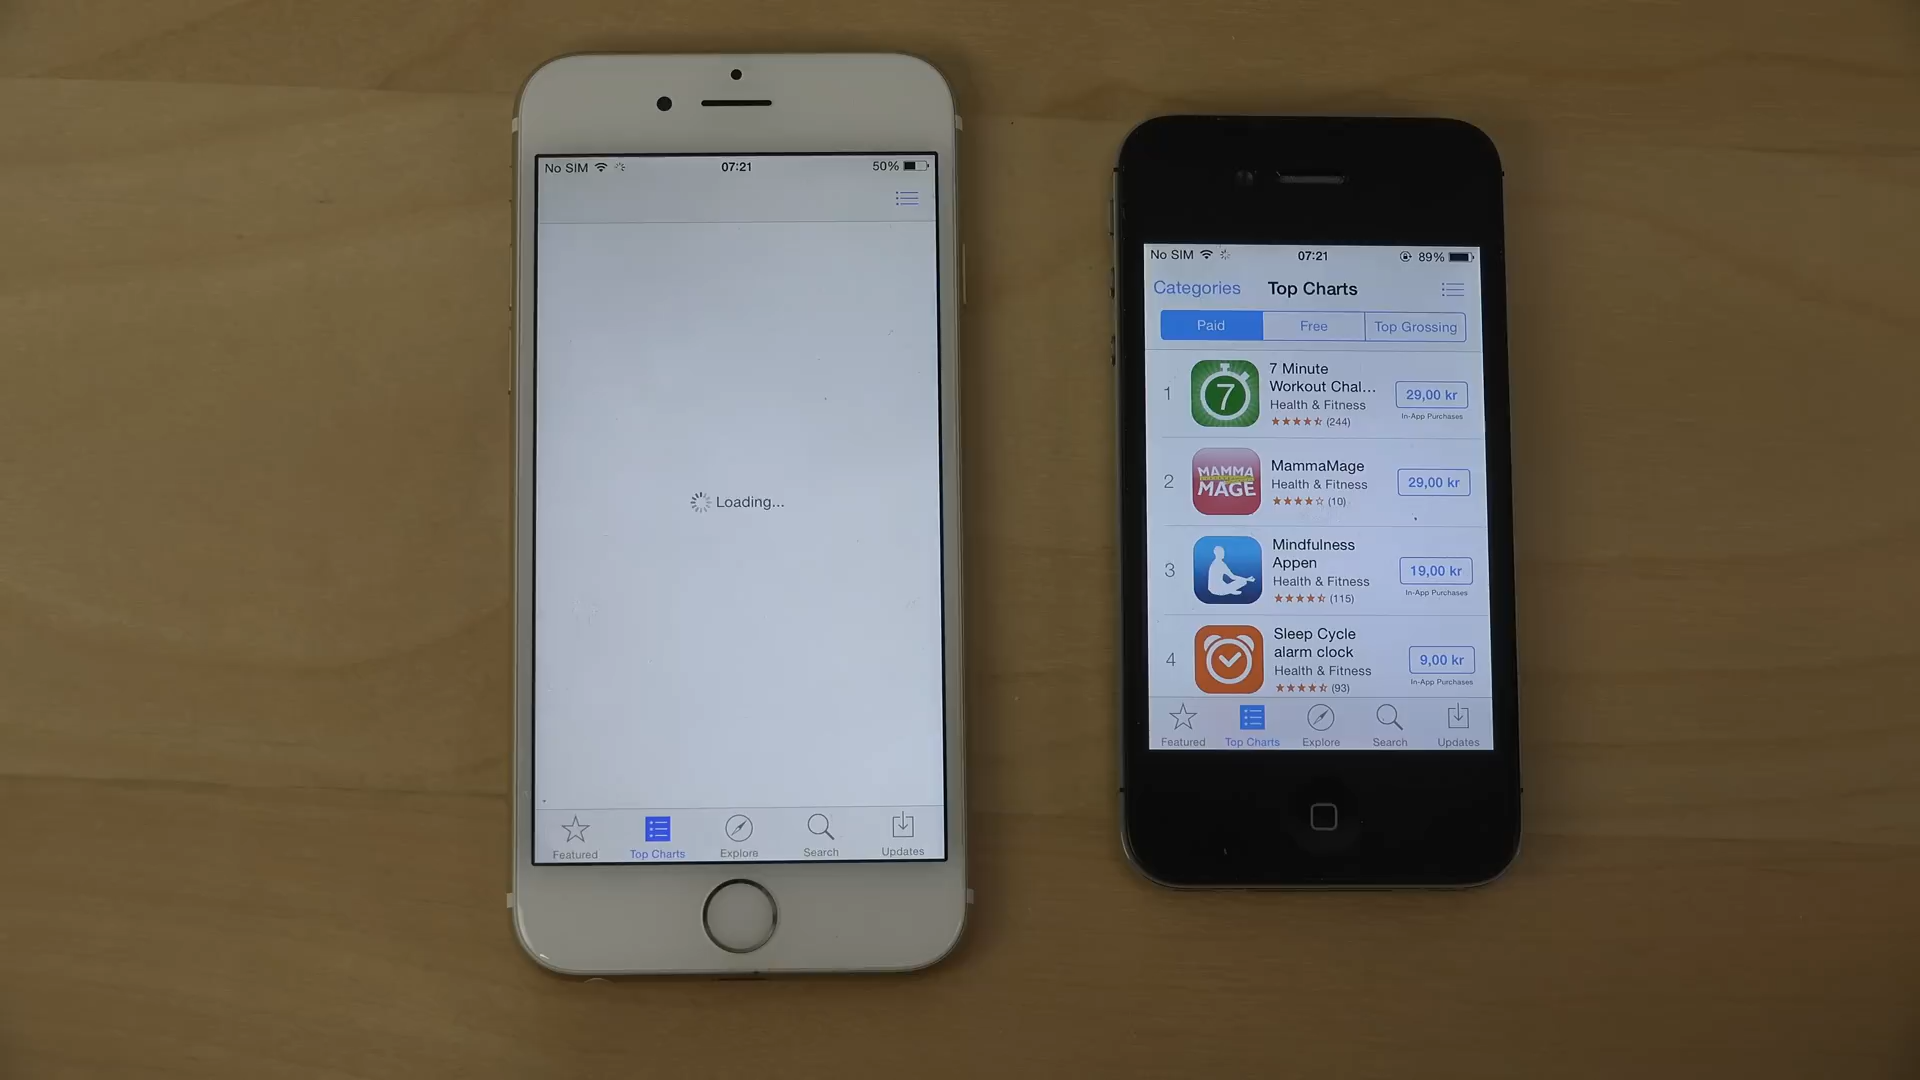 No SIM 07:21 50%
Loading...
Featured Top Charts Explore Search Updates
No SIM 07:21 89%
Categories Top Charts
Paid Free Top Grossing
1
7 Minute
Workout Chal...
Health & Fitness
(244)
29,00 kr
In-App Purchases
7
2
MAMMA
MAGE
MammaMage
Health & Fitness
(10)
29,00 kr
3
Mindfulness
Appen
Health & Fitness
(115)
19,00 kr
In-App Purchases
4
Sleep Cycle
alarm clock
Health & Fitness
(93)
9,00 kr
In-App Purchases
Featured Top Charts Explore Search Updates